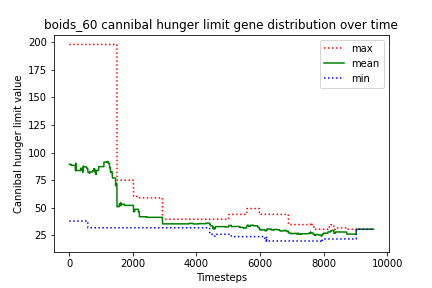 boids_60 cannibal hunger limit gene distribution over time
200
175
150
125
100
75
50
25
Cannibal hunger limit value
max
mean
min
0
2000
4000
6000
8000
10000
Timesteps